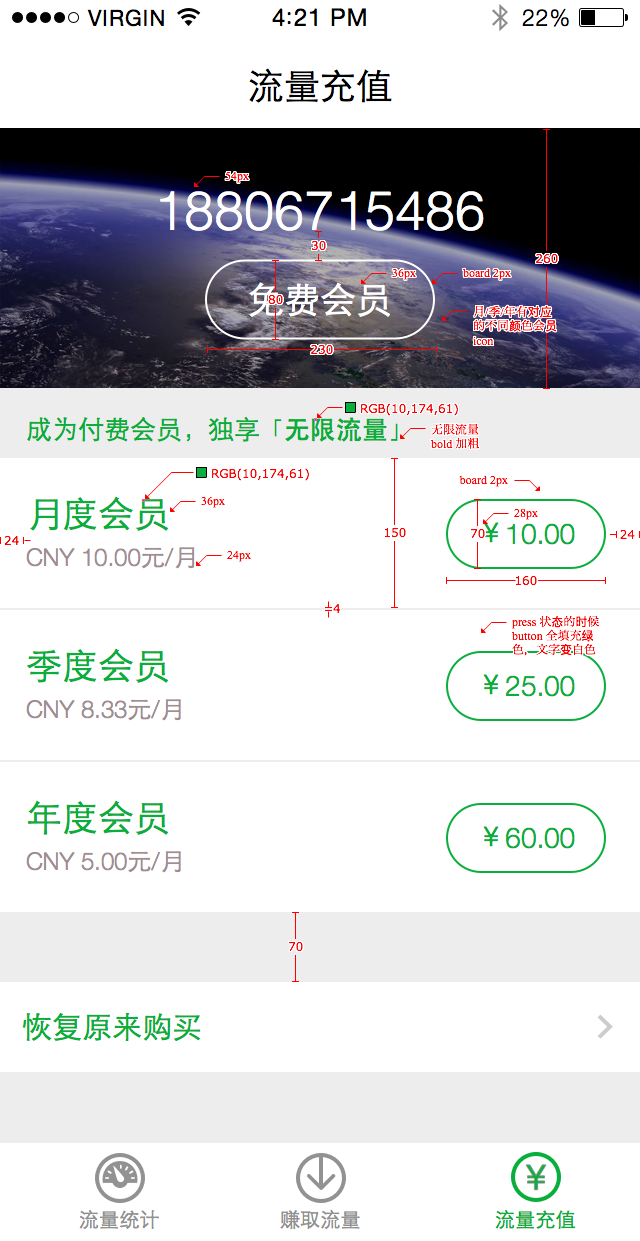 VIRGIN 4:21 PM 22%
流量充值
54px
18806715486
30
260
36px
board 2px
80
免费会员
月/季/年有对应
的不同颜色会员
icon
230
RGB(10,174,61)
成为付费会员，独享「无限流量」
无限流量
bold 加粗
RGB(10,174,61)
board 2px
月度会员
36px
28px
24
150
70
¥ 10.00
24
CNY 10.00元/月
24px
160
4
press 状态的时候
button 全填充绿
色，文字变白色
季度会员
¥ 25.00
CNY 8.33元/月
年度会员
¥ 60.00
CNY 5.00元/月
70
恢复原来购买
¥
流量统计
赚取流量
流量充值